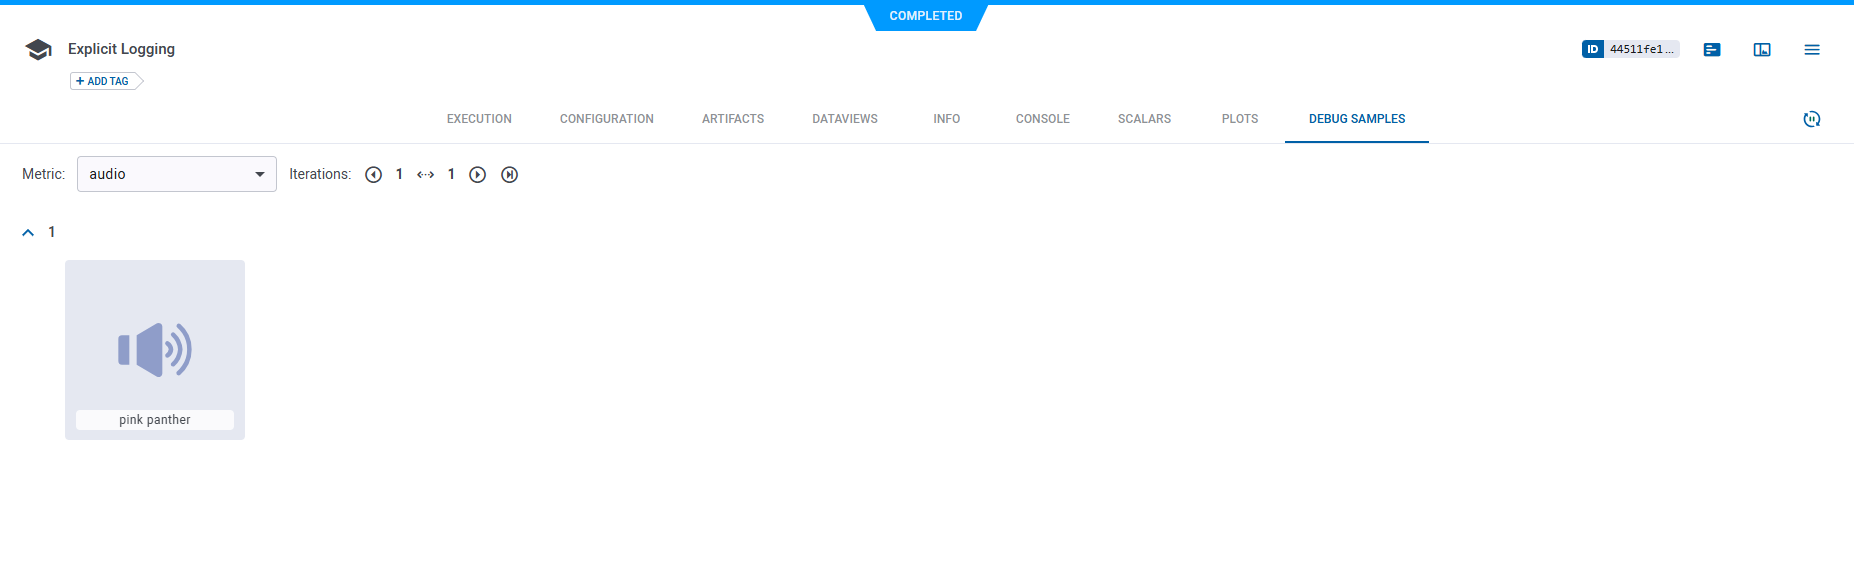 COMPLETED
Explicit Logging
ID 44511fe1...
+ ADD TAG
EXECUTION CONFIGURATION ARTIFACTS DATAVIEWS INFO CONSOLE SCALARS PLOTS DEBUG SAMPLES
Metric: audio Iterations: 1 1
1
pink panther